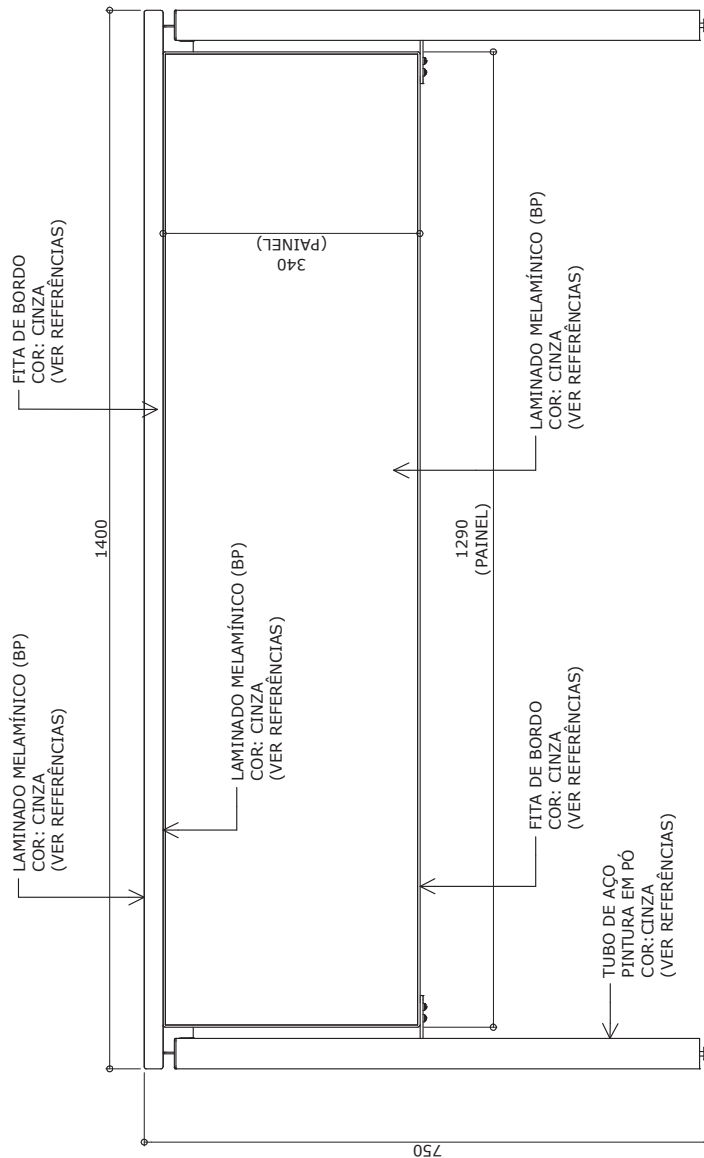 LAMINADO MELAMÍNICO (BP)
COR: CINZA
(VER REFERÊNCIAS)
FITA DE BORDO
COR: CINZA
(VER REFERÊNCIAS)
1400
LAMINADO MELAMÍNICO (BP)
COR: CINZA
(VER REFERÊNCIAS)
340
(PAINEL)
1290
(PAINEL)
LAMINADO MELAMÍNICO (BP)
COR: CINZA
(VER REFERÊNCIAS)
FITA DE BORDO
COR: CINZA
(VER REFERÊNCIAS)
TUBO DE AÇO
PINTURA EM PÓ
COR:CINZA
(VER REFERÊNCIAS)
750